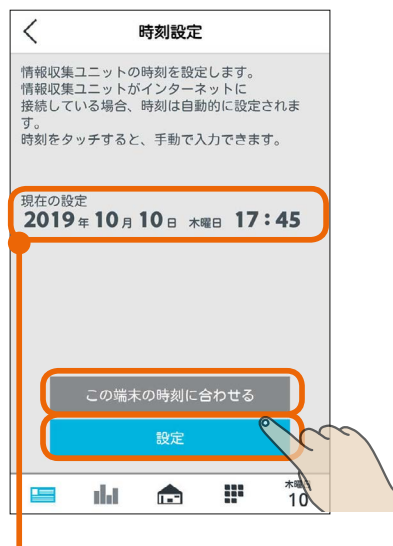 時刻設定
情報収集ユニットの時刻を設定します。
情報収集ユニットがインターネットに
接続している場合、時刻は自動的に設定されま
す。
時刻をタッチすると、手動で入力できます。
現在の設定
2019年10月10日 木曜日 17:45
この端末の時刻に合わせる
設定
木曜日
10